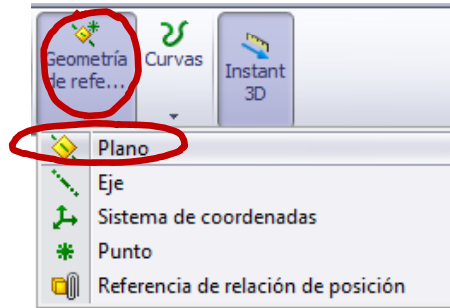 Geometría
de refe...
Curvas
Instant
3D
Plano
Eje
Sistema de coordenadas
Punto
Referencia de relación de posición